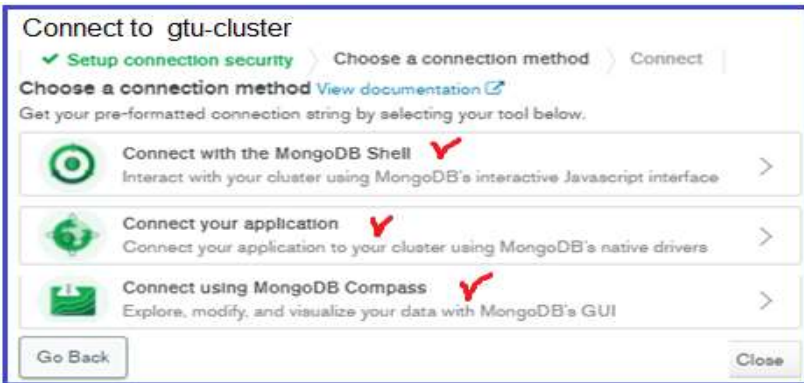 Connect to gtu-cluster
✔ Setup connection security Choose a connection method Connect
Choose a connection method View documentation
Get your pre-formatted connection string by selecting your tool below.
Connect with the MongoDB Shell
Interact with your cluster using MongoDB's interactive Javascript interface
Connect your application
Connect your application to your cluster using MongoDB's native drivers
Connect using MongoDB Compass
Explore, modify, and visualize your data with MongoDB's GUI
Go Back Close